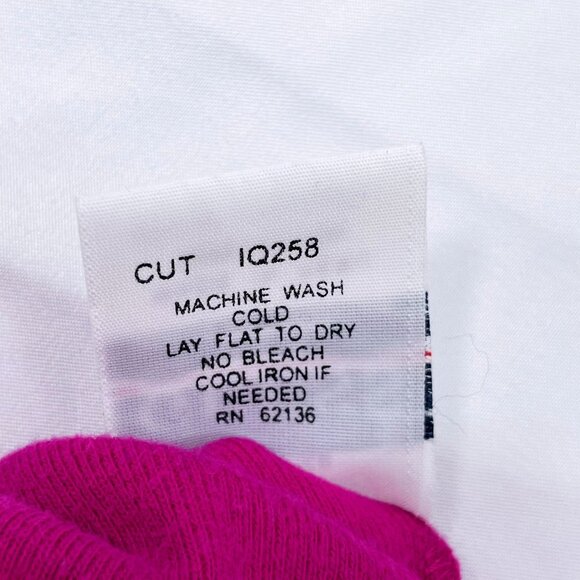 CUT IQ258
MACHINE WASH
COLD
LAY FLAT TO DRY
NO BLEACH
COOL IRON IF
NEEDED
RN 62136